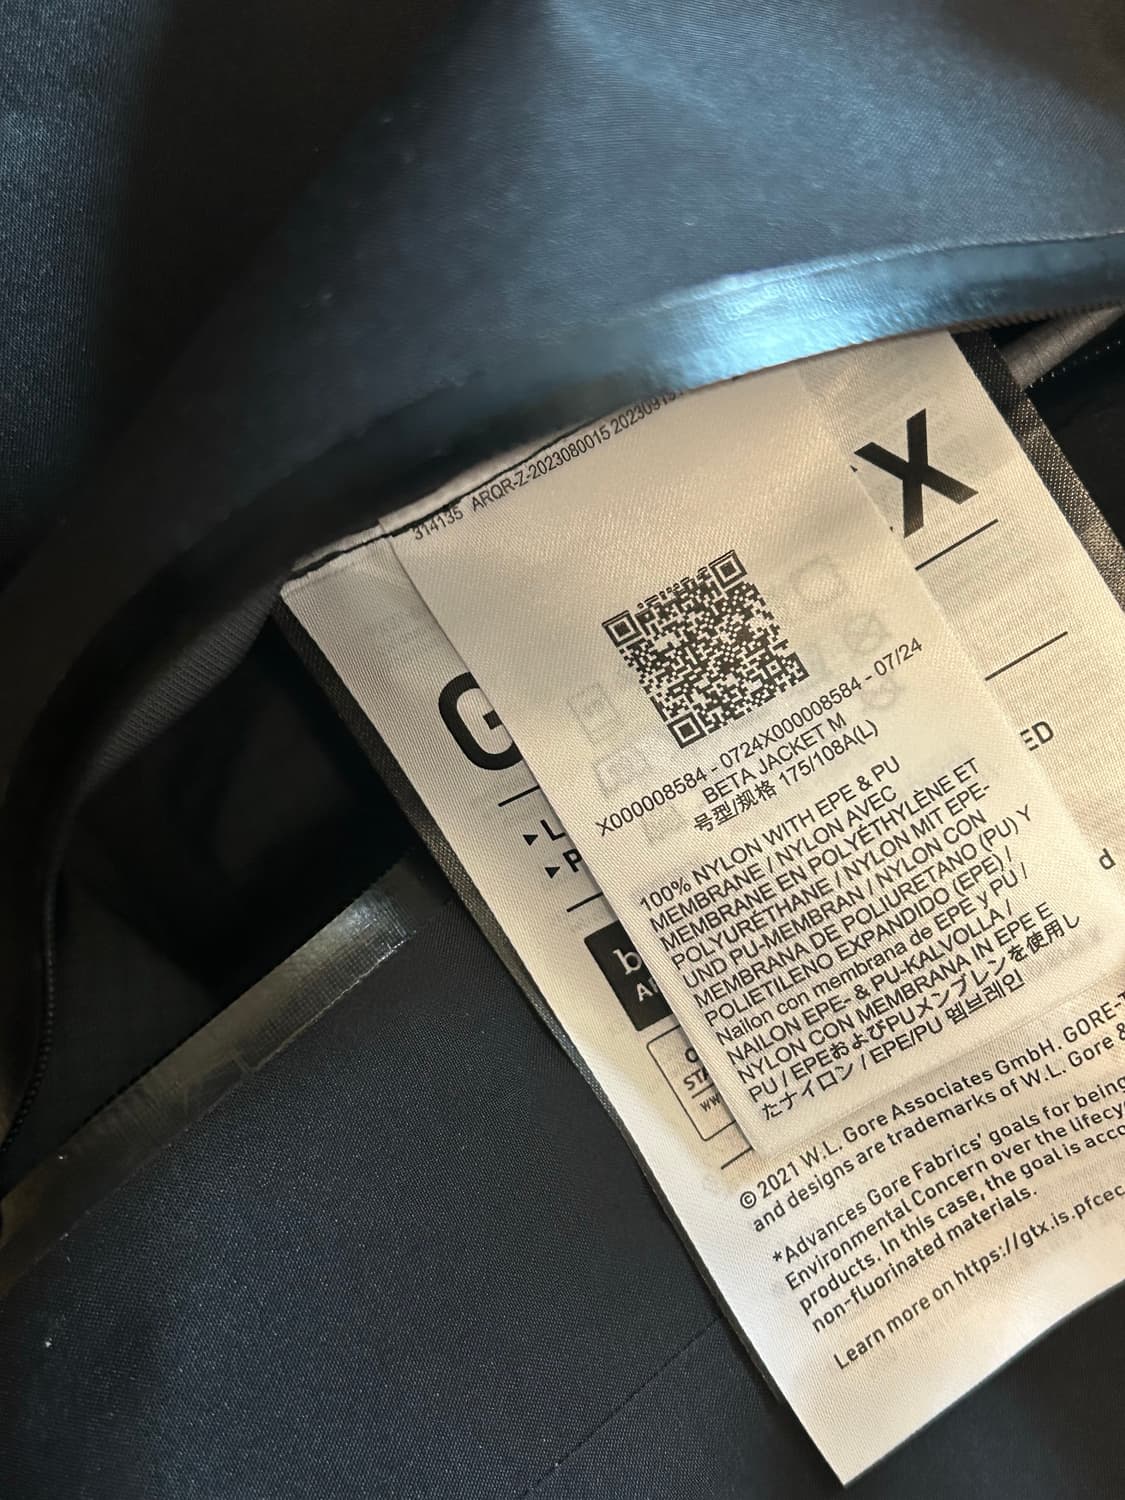 314135 ARQR-Z-2023080015
X000008584 - 0724X000008584 - 07/24
BETA JACKET M
号型/规格 175/108A(L)
100% NYLON WITH EPE & PU
MEMBRANE / NYLON AVEC
MEMBRANE EN POLYÉTHYLÈNE ET
POLYURÉTHANE / NYLON MIT EPE-
UND PU-MEMBRAN / NYLON CON
MEMBRANA DE POLIURETANO (PU) Y
POLIETILENO EXPANDIDO (EPE) /
Nailon con membrana de EPE y PU /
NAILON EPE- & PU-KALVOLLA /
NYLON CON MEMBRANA IN EPE E
PU / EPEおよびPUメンブレンを使用し
たナイロン / EPE/PU 멤브레인
G
X
ED
d
© 2021 W.L. Gore Associates GmbH. GORE-
and designs are trademarks of W.L. Gore &
*Advances Gore Fabrics' goals for being
Environmental Concern over the lifecy
products. In this case, the goal is acco
non-fluorinated materials.
Learn more on https://gtx.is.pfcec